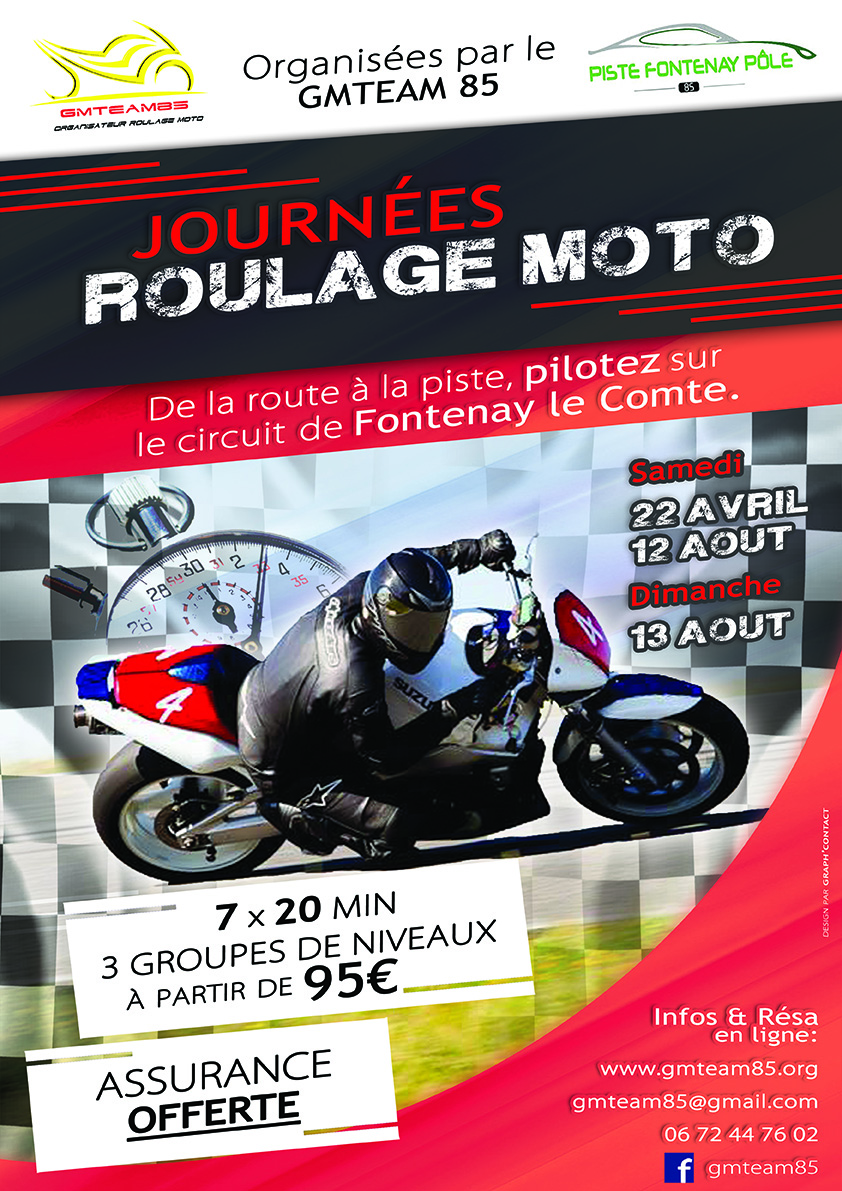 GMTEAM85
ORGANISATEUR ROULAGE MOTO
Organisées par le
GMTEAM 85
PISTE FONTENAY PÔLE
85
JOURNÉES
ROULAGE MOTO
De la route à la piste, pilotez sur
le circuit de Fontenay le Comte.
Samedi
22 AVRIL
12 AOUT
Dimanche
13 AOUT
SUZU
4
4
7 x 20 MIN
3 GROUPES DE NIVEAUX
À PARTIR DE 95€
ASSURANCE
OFFERTE
DESIGN PAR GRAPH'CONTACT
Infos & Résa
en ligne:
www.gmteam85.org
gmteam85@gmail.com
06 72 44 76 02
f gmteam85